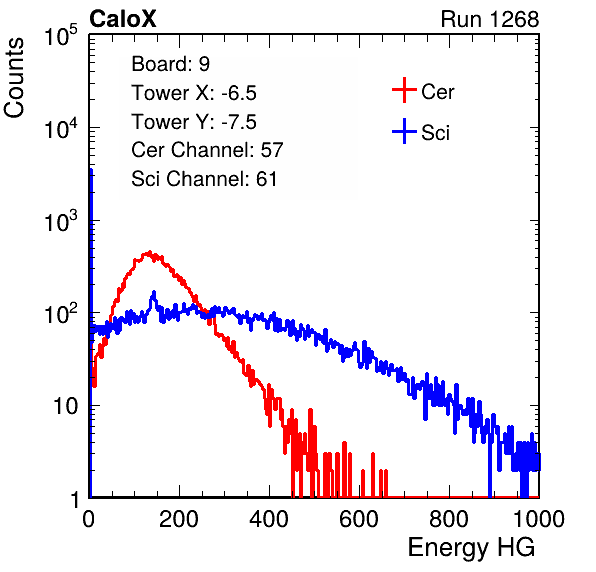 CaloX Run 1268
Counts
Board: 9
Tower X: -6.5
Tower Y: -7.5
Cer Channel: 57
Sci Channel: 61
Cer
Sci
10^5
10^4
10^3
10^2
10
1
0 200 400 600 800 1000
Energy HG